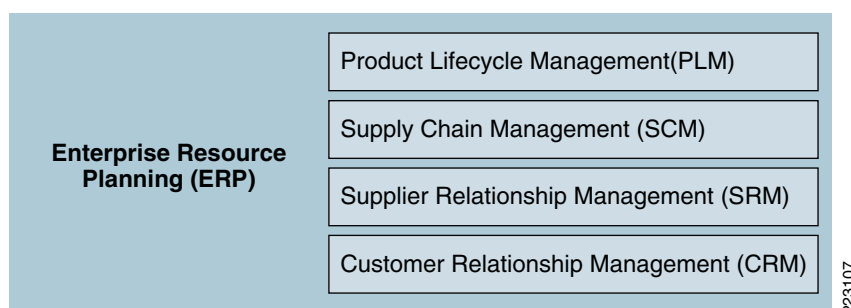 Product Lifecycle Management(PLM)
Supply Chain Management (SCM)
Enterprise Resource
Planning (ERP)
Supplier Relationship Management (SRM)
Customer Relationship Management (CRM)